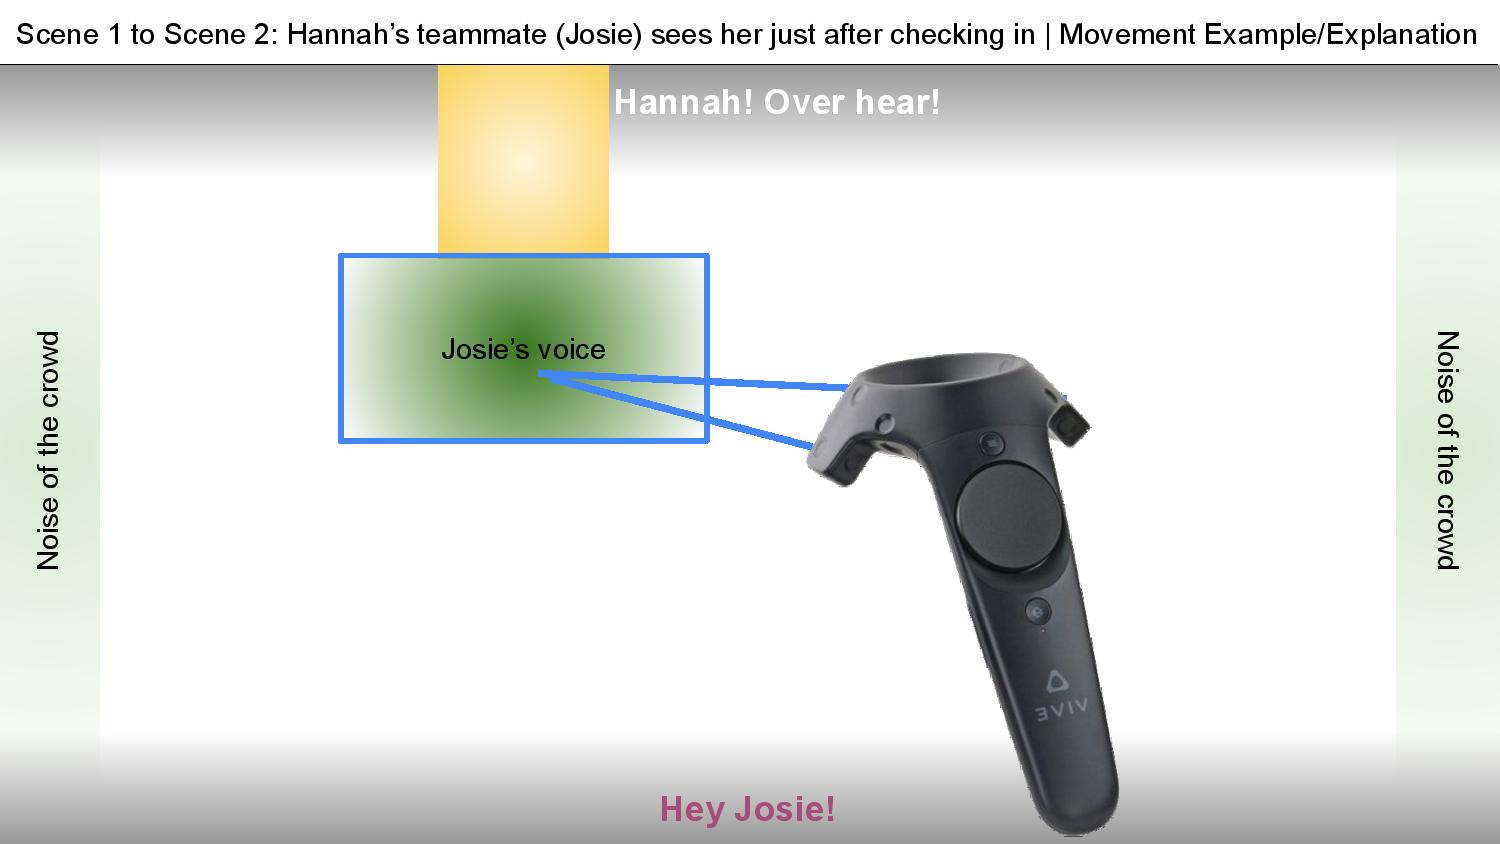 Scene 1 to Scene 2: Hannah’s teammate (Josie) sees her just after checking in | Movement Example/Explanation
Hannah! Over hear!
Josie’s voice
Noise of the crowd
Noise of the crowd
VIVE
Hey Josie!